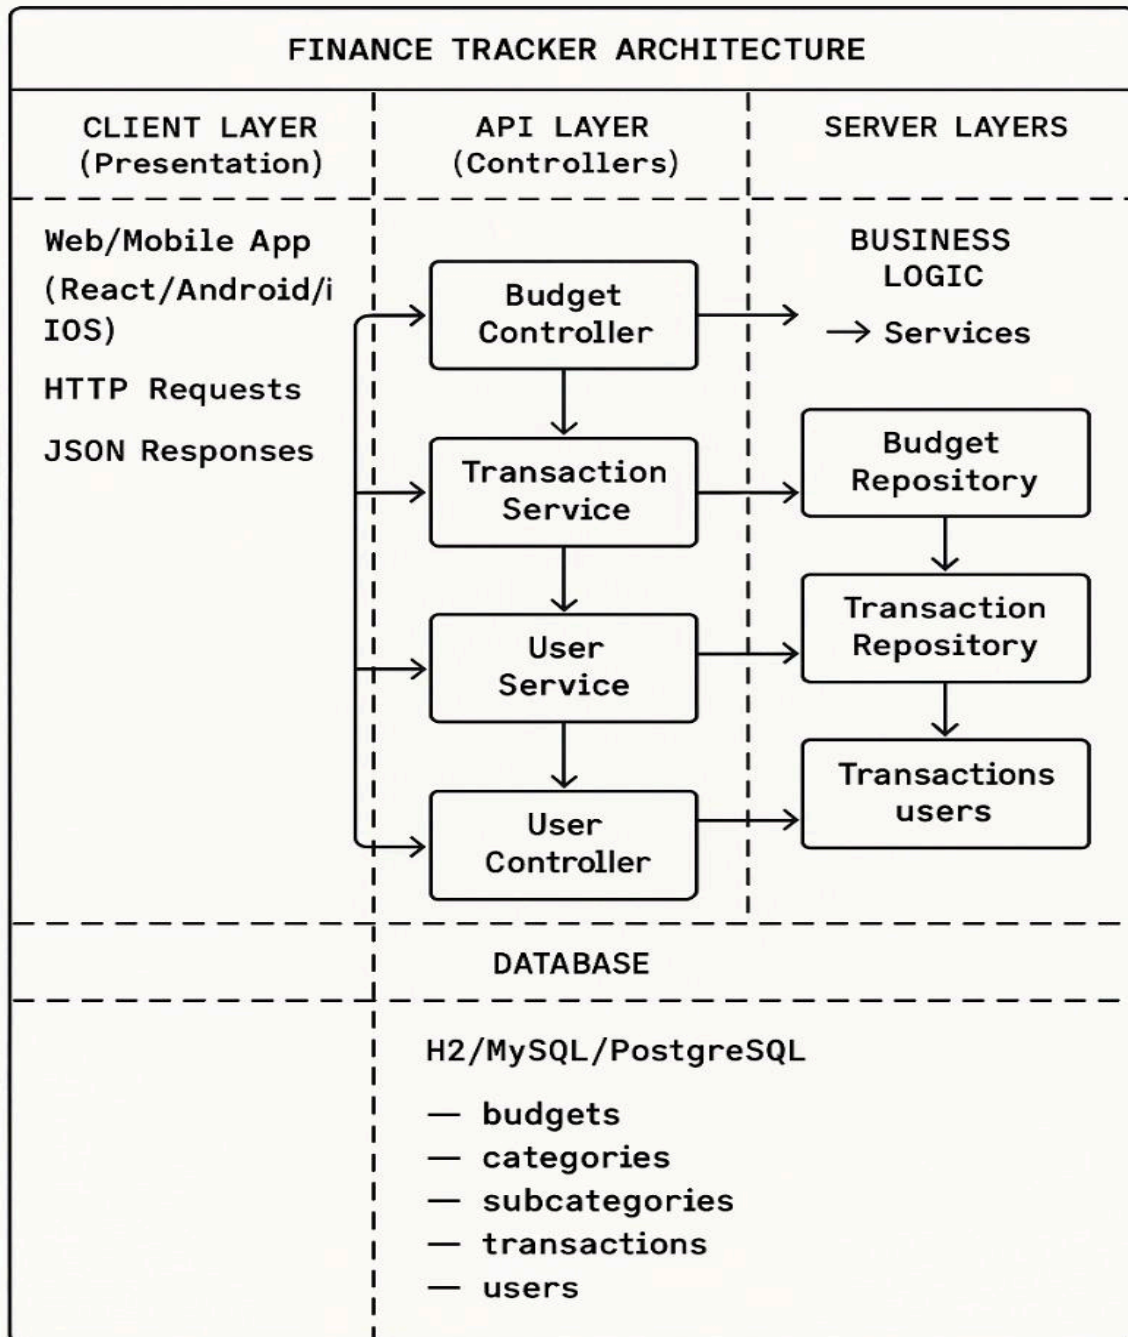 FINANCE TRACKER ARCHITECTURE
CLIENT LAYER
(Presentation)
API LAYER
(Controllers)
SERVER LAYERS
Web/Mobile App
(React/Android/i
IOS)
HTTP Requests
JSON Responses
Budget
Controller
Transaction
Service
User
Service
User
Controller
BUSINESS
LOGIC
→ Services
Budget
Repository
Transaction
Repository
Transactions
users
DATABASE
H2/MySQL/PostgreSQL
— budgets
— categories
— subcategories
— transactions
— users